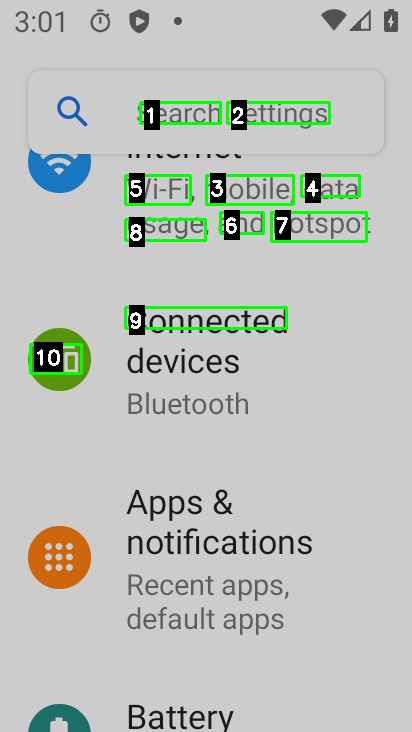 3:01
Search settings
Internet
Wi-Fi, mobile, data
usage, and hotspot
Connected
devices
Bluetooth
Apps &
notifications
Recent apps,
default apps
Battery
1
2
3
4
5
6
7
8
9
10